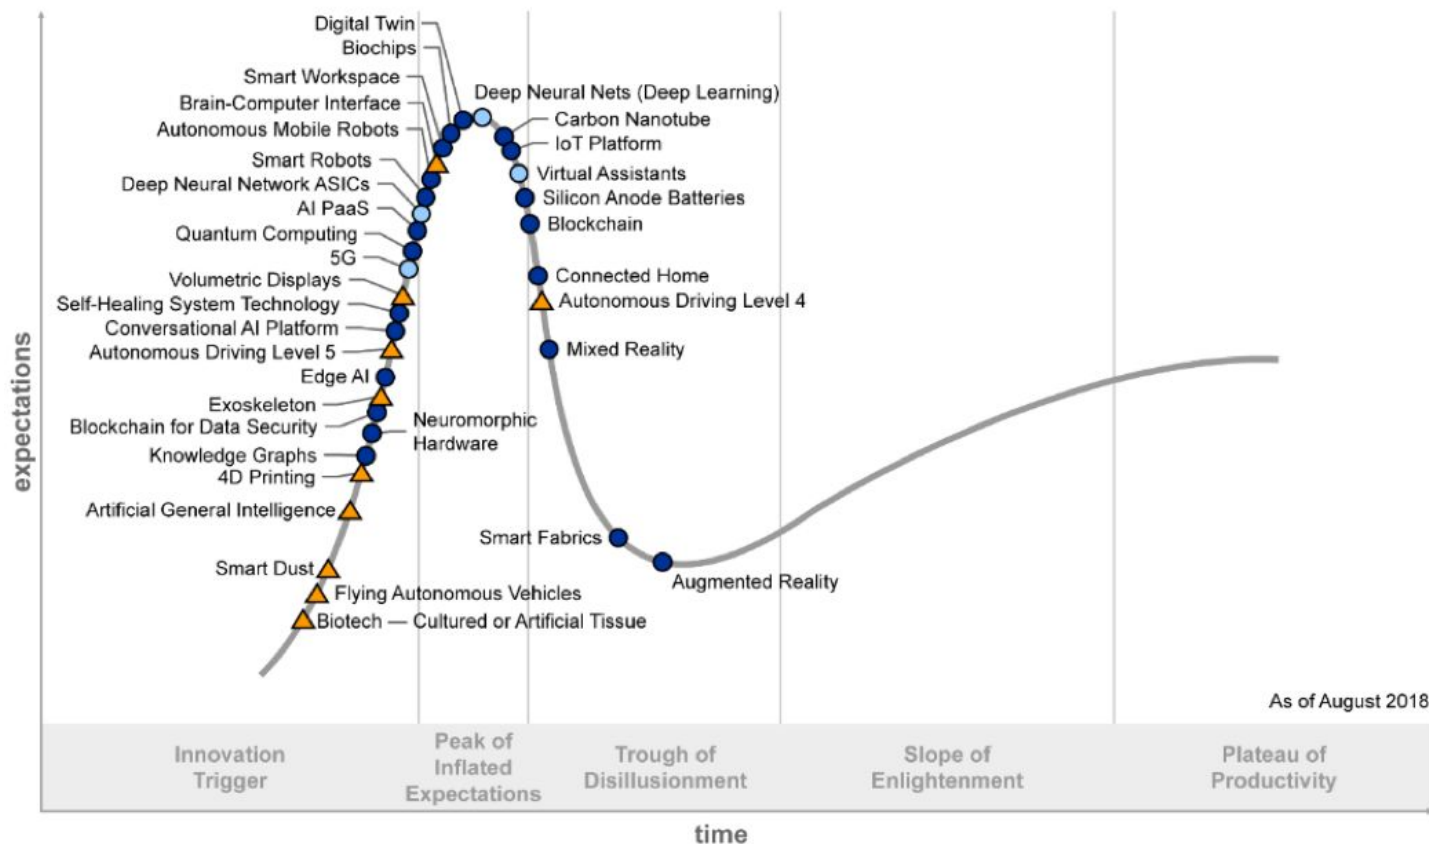 Digital Twin
Biochips
Smart Workspace
Brain-Computer Interface
Autonomous Mobile Robots
Smart Robots
Deep Neural Network ASICs
AI PaaS
Quantum Computing
5G
Volumetric Displays
Self-Healing System Technology
Conversational AI Platform
Autonomous Driving Level 5
Edge AI
Exoskeleton
Blockchain for Data Security
Neuromorphic
Hardware
Knowledge Graphs
4D Printing
Artificial General Intelligence
Smart Dust
Flying Autonomous Vehicles
Biotech — Cultured or Artificial Tissue
Deep Neural Nets (Deep Learning)
Carbon Nanotube
IoT Platform
Virtual Assistants
Silicon Anode Batteries
Blockchain
Connected Home
Autonomous Driving Level 4
Mixed Reality
Smart Fabrics
Augmented Reality
expectations
As of August 2018
Innovation
Trigger
Peak of
Inflated
Expectations
Trough of
Disillusionment
Slope of
Enlightenment
Plateau of
Productivity
time